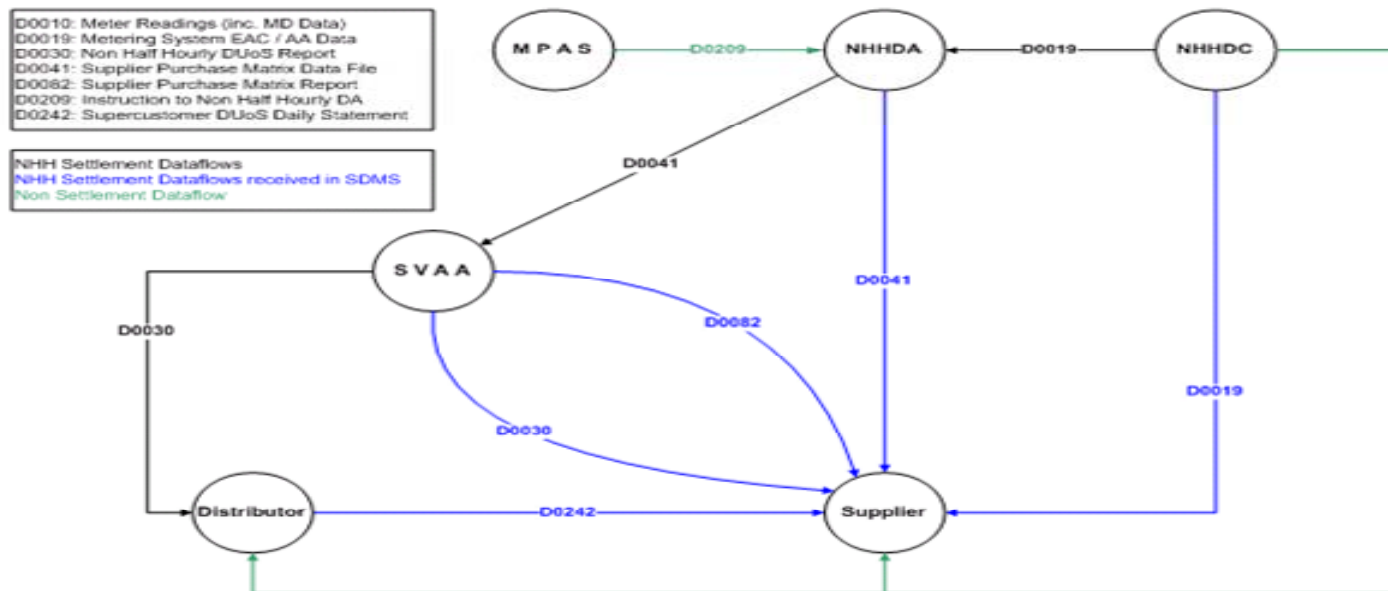 D0010: Meter Readings (inc. MD Data)
D0019: Metering System EAC / AA Data
D0030: Non Half Hourly DUoS Report
D0041: Supplier Purchase Matrix Data File
D0082: Supplier Purchase Matrix Report
D0209: Instruction to Non Half Hourly DA
D0242: Supercustomer DUoS Daily Statement
NHH Settlement Dataflows
NHH Settlement Dataflows received in SDMS
Non Settlement Dataflow
M P A S
D0209
NHHDA
D0019
NHHDC
D0041
S V A A
D0041
D0082
D0030
D0019
D0030
Distributor
D0242
Supplier